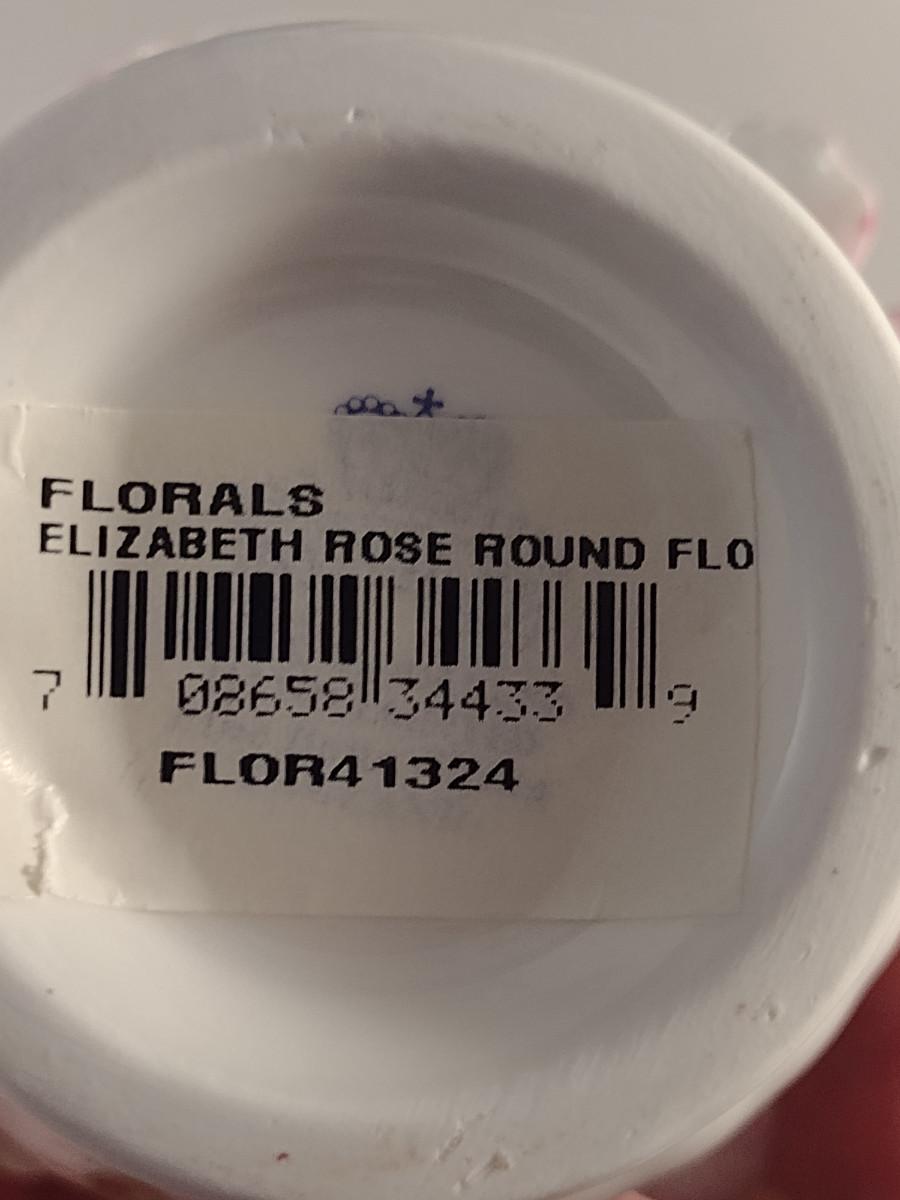 FLORALS
ELIZABETH ROSE ROUND FLO
7 08658 34433 9
FLOR41324